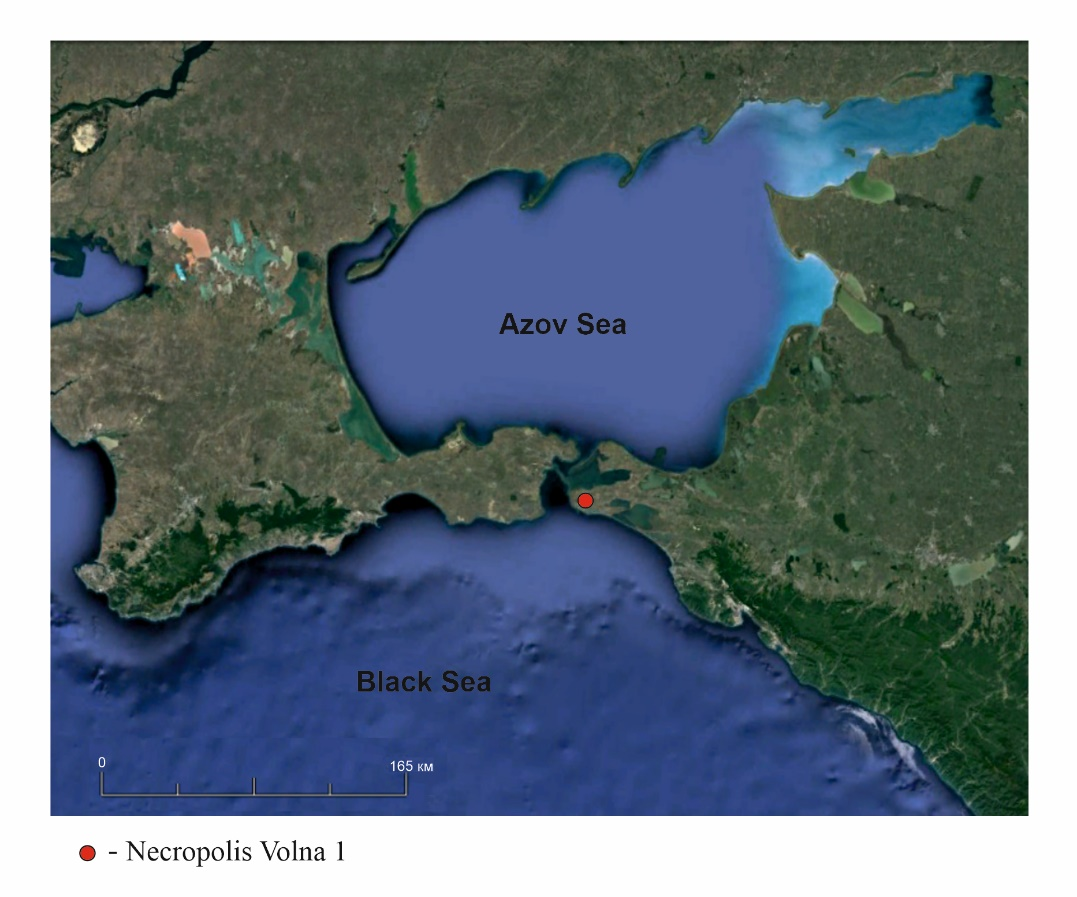 Azov Sea
Black Sea
0
165 км
- Necropolis Volna 1